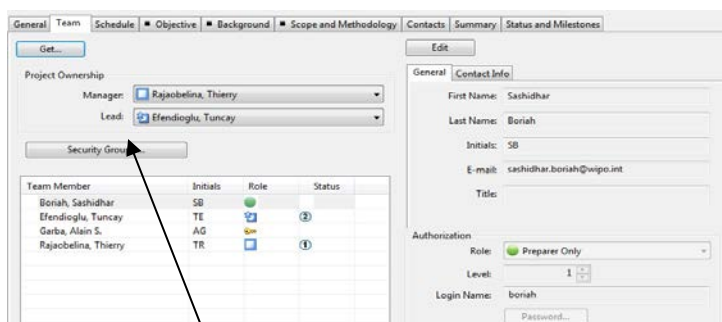 General Team Schedule Objective Background Scope and Methodology Contacts Summary Status and Milestones
Get...
Project Ownership
Manager: Rajaobelina, Thierry
Lead: Efendioglu, Tuncay
Security Group...
Team Member Initials Role Status
Boriah, Sashidhar SB
Efendioglu, Tuncay TE 2
Garba, Alain S. AG
Rajaobelina, Thierry TR 1
Edit
General Contact Info
First Name: Sashidhar
Last Name: Boriah
Initials: SB
E-mail: sashidhar.boriah@wipo.int
Title:
Authorization
Role: Preparer Only
Level: 1
Login Name: boriah
Password...